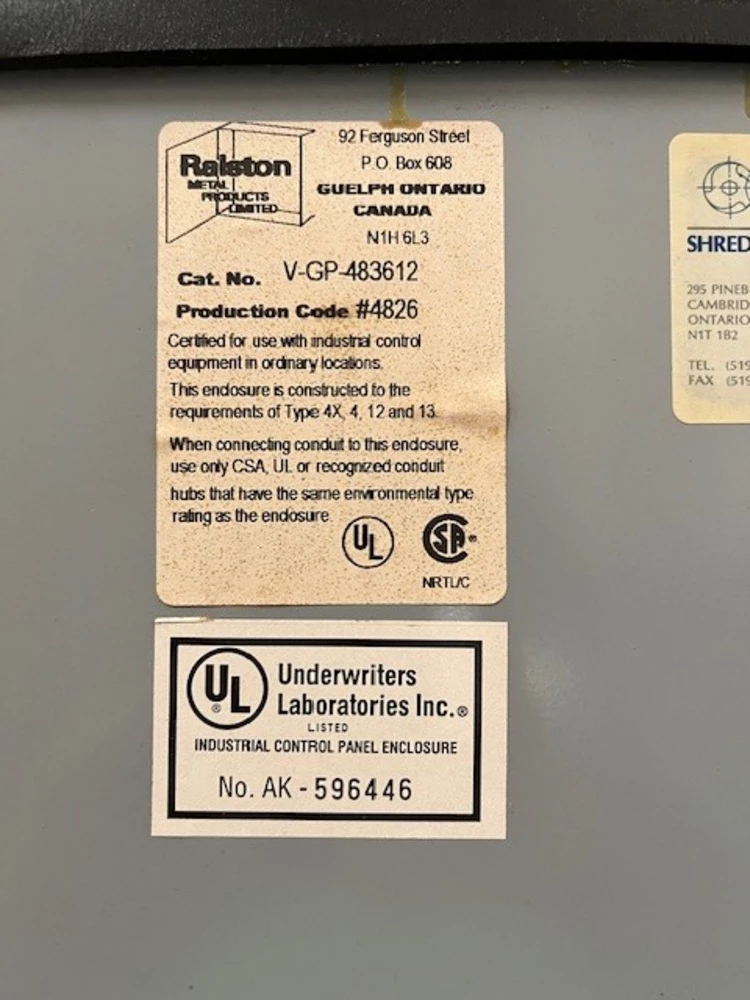 Ralston
METAL
PRODUCTS
LIMITED
92 Ferguson Street
P.O. Box 608
GUELPH ONTARIO
CANADA
N1H 6L3
Cat. No. V-GP-483612
Production Code #4826
Certified for use with industrial control
equipment in ordinary locations.
This enclosure is constructed to the
requirements of Type 4X, 4, 12 and 13.
When connecting conduit to this enclosure,
use only CSA, UL or recognized conduit
hubs that have the same environmental type
rating as the enclosure.
UL
SA®
NRTL/C
UL®
Underwriters
Laboratories Inc.®
LISTED
INDUSTRIAL CONTROL PANEL ENCLOSURE
No. AK - 596446
SHRED
295 PINEB
CAMBRID
ONTARIO
N1T 1B2
TEL. (519
FAX (519